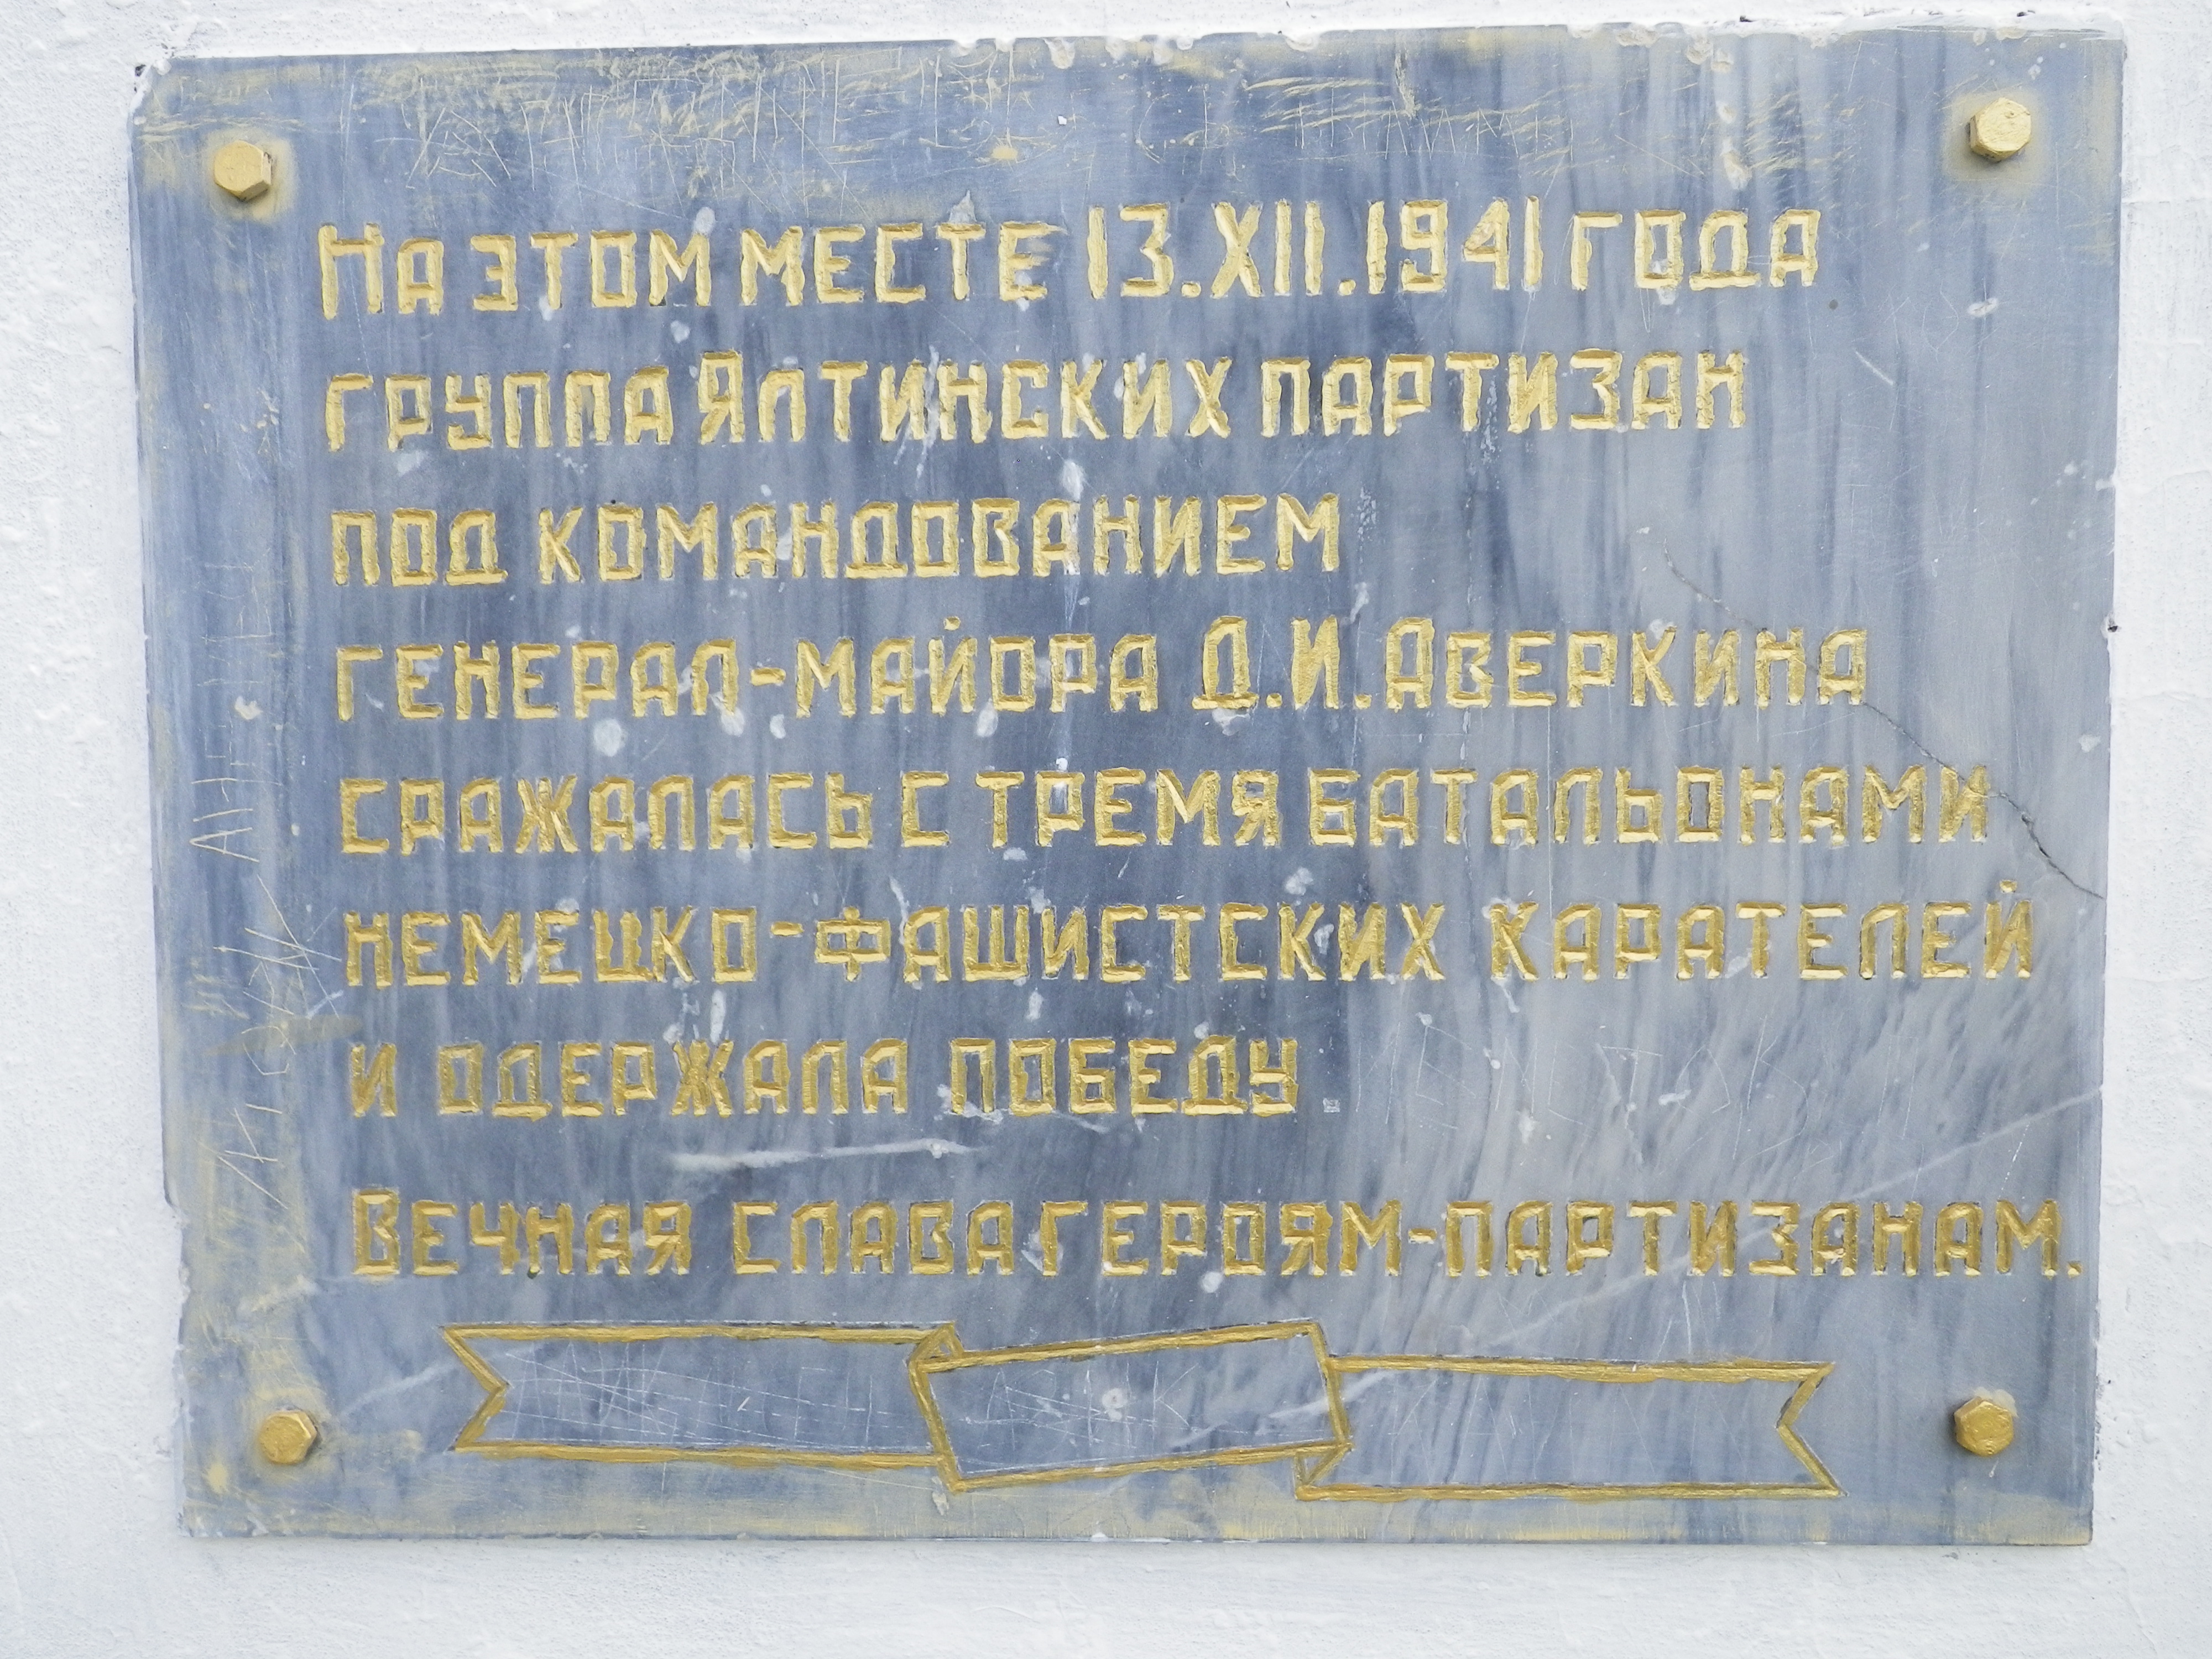 На этом месте 13.XII.1941 года
группа Ялтинских партизан
под командованием
генерал-майора Д.И.Аверкина
сражалась с тремя батальонами
немецко-фашистских карателей
и одержала победу.
Вечная слава героям-партизанам.